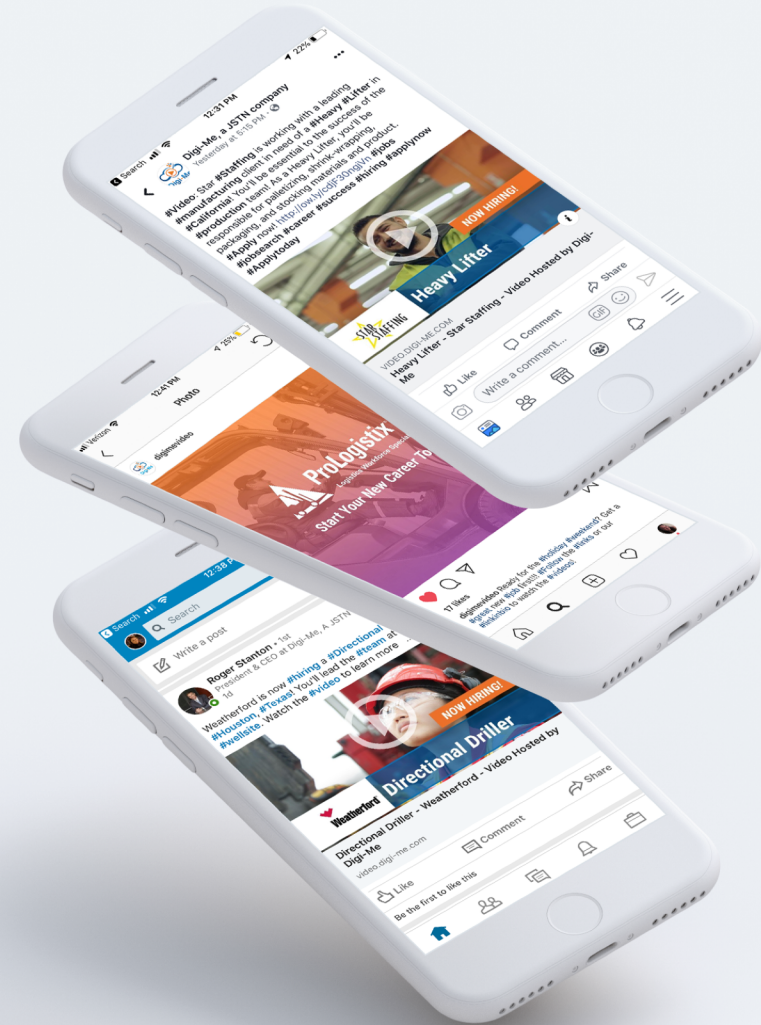 Search
12:31 PM
22%
Digi-Me
Digi-Me, a JSTN company
Yesterday at 5:15 PM ·
#Video: Star #Staffing is working with a leading
#manufacturing client in need of a #Heavy #Lifter in
#California! You'll be essential to the success of the
#production team! As a Heavy Lifter, you'll be
responsible for palletizing, shrink-wrapping,
packaging, and stocking materials and product.
#Apply now! http://ow.ly/cdjF30ngiVn #jobs
#jobsearch #career #success #hiring #applynow
#Applytoday
NOW HIRING!
Heavy Lifter
STAR
STAFFING
VIDEO.DIGI-ME.COM
Heavy Lifter - Star Staffing - Video Hosted by Digi-
Me
Like
Comment
Share
Write a comment...
GIF
Verizon
12:41 PM
25%
Photo
digimevideo
ProLogistix
Logistics Workforce
Start Your New Career To
17 likes
digimevideo Ready for the #holiday #weekend? Get a
#great new #job first!!! #Follow the #links or our
#linkinbio to watch the #videos!
Search
12:38
Search
Write a post
Roger Stanton · 1st
President & CEO at Digi-Me, A JSTN
1d
Weatherford is now #hiring a #Directional
#Houston, #Texas! You'll lead the #team at
#wellsite. Watch the #video to learn more ...
NOW HIRING!
Directional Driller
Weatherford
Directional Driller - Weatherford - Video Hosted by
Digi-Me
video.digi-me.com
Like
Comment
Share
Be the first to like this